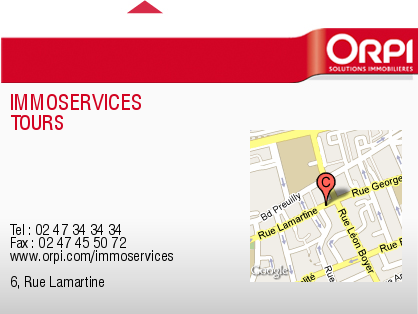 ORPI
SOLUTIONS IMMOBILIÈRES
IMMOSERVICES
TOURS
C
Bd Preuilly
Rue George
Rue Lamartine
Rue Léon Boyer
Google
Tel : 02 47 34 34 34
Fax : 02 47 45 50 72
www.orpi.com/immoservices
6, Rue Lamartine